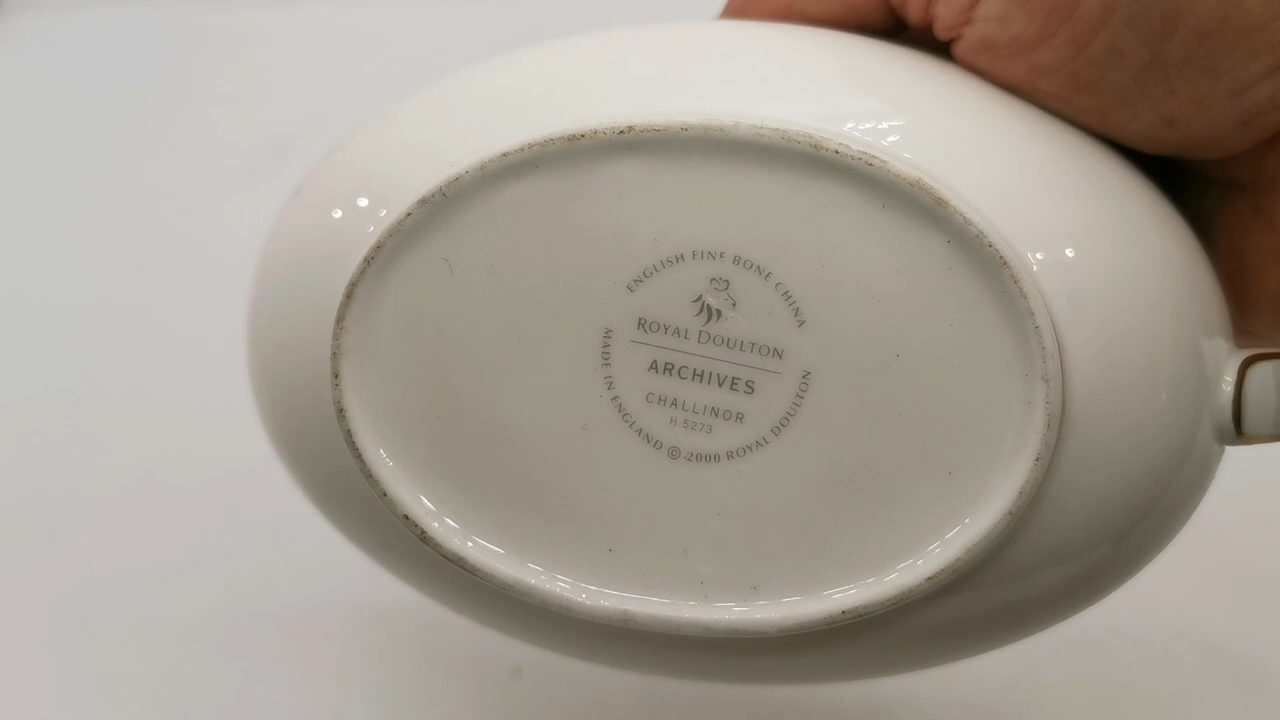 ENGLISH FINE BONE CHINA
ROYAL DOULTON
ARCHIVES
CHALLINOR
H 5273
MADE IN ENGLAND © 2000 ROYAL DOULTON